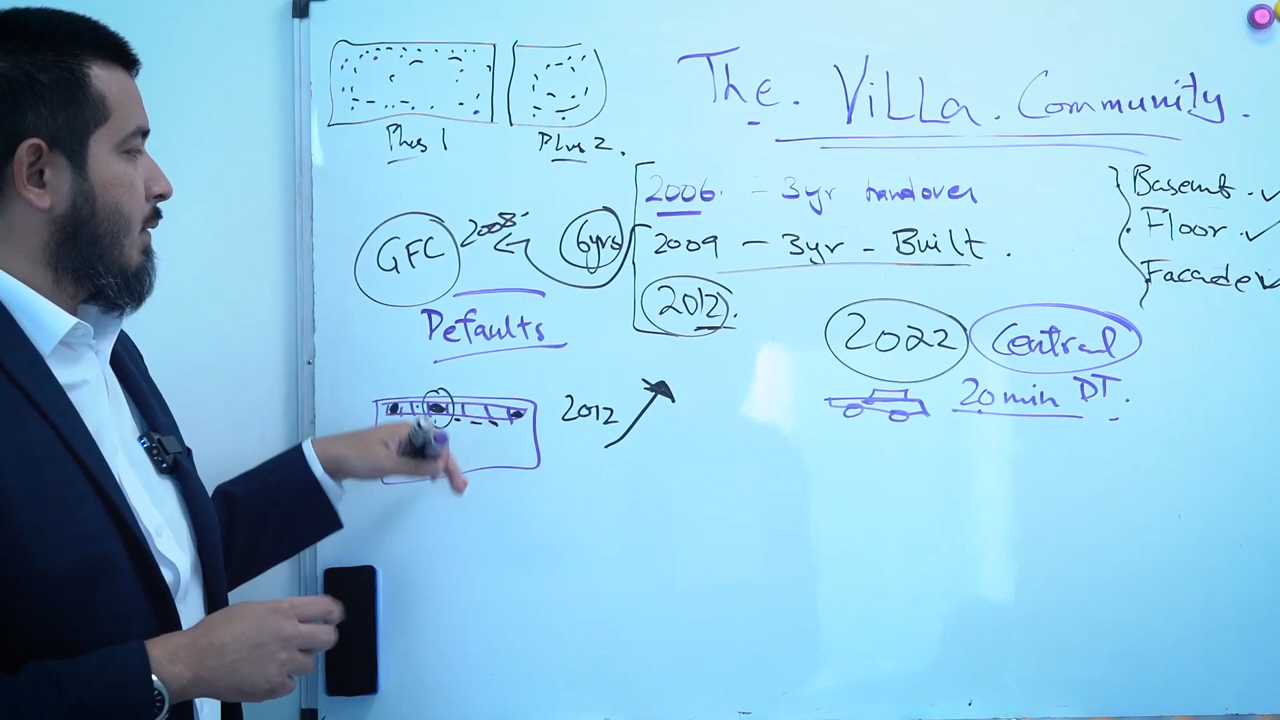 The. ViLLa. Community.
Phas 1
Plus 2.
2006. - 3yr handover
2009 - 3yr - Built.
2012.
6yrs
2008
GFC
Defaults
Basemt. ✓
Floor. ✓
Facade ✓
2022 Central
20 min DT.
2012